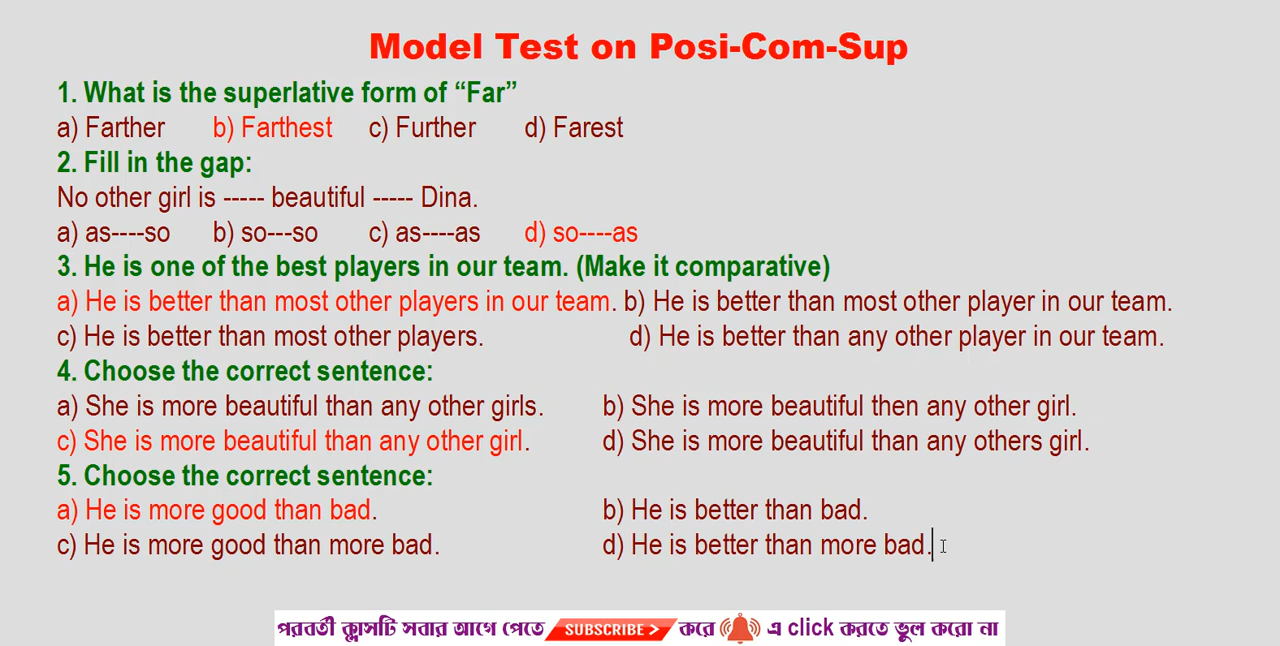 Model Test on Posi-Com-Sup
1. What is the superlative form of “Far”
a) Farther b) Farthest c) Further d) Farest
2. Fill in the gap:
No other girl is ----- beautiful ----- Dina.
a) as----so b) so---so c) as----as d) so----as
3. He is one of the best players in our team. (Make it comparative)
a) He is better than most other players in our team. b) He is better than most other player in our team.
c) He is better than most other players. d) He is better than any other player in our team.
4. Choose the correct sentence:
a) She is more beautiful than any other girls. b) She is more beautiful then any other girl.
c) She is more beautiful than any other girl. d) She is more beautiful than any others girl.
5. Choose the correct sentence:
a) He is more good than bad. b) He is better than bad.
c) He is more good than more bad. d) He is better than more bad.
পরবর্তী ক্লাসটি সবার আগে পেতে SUBSCRIBE > করে এ click করতে ভুল করো না